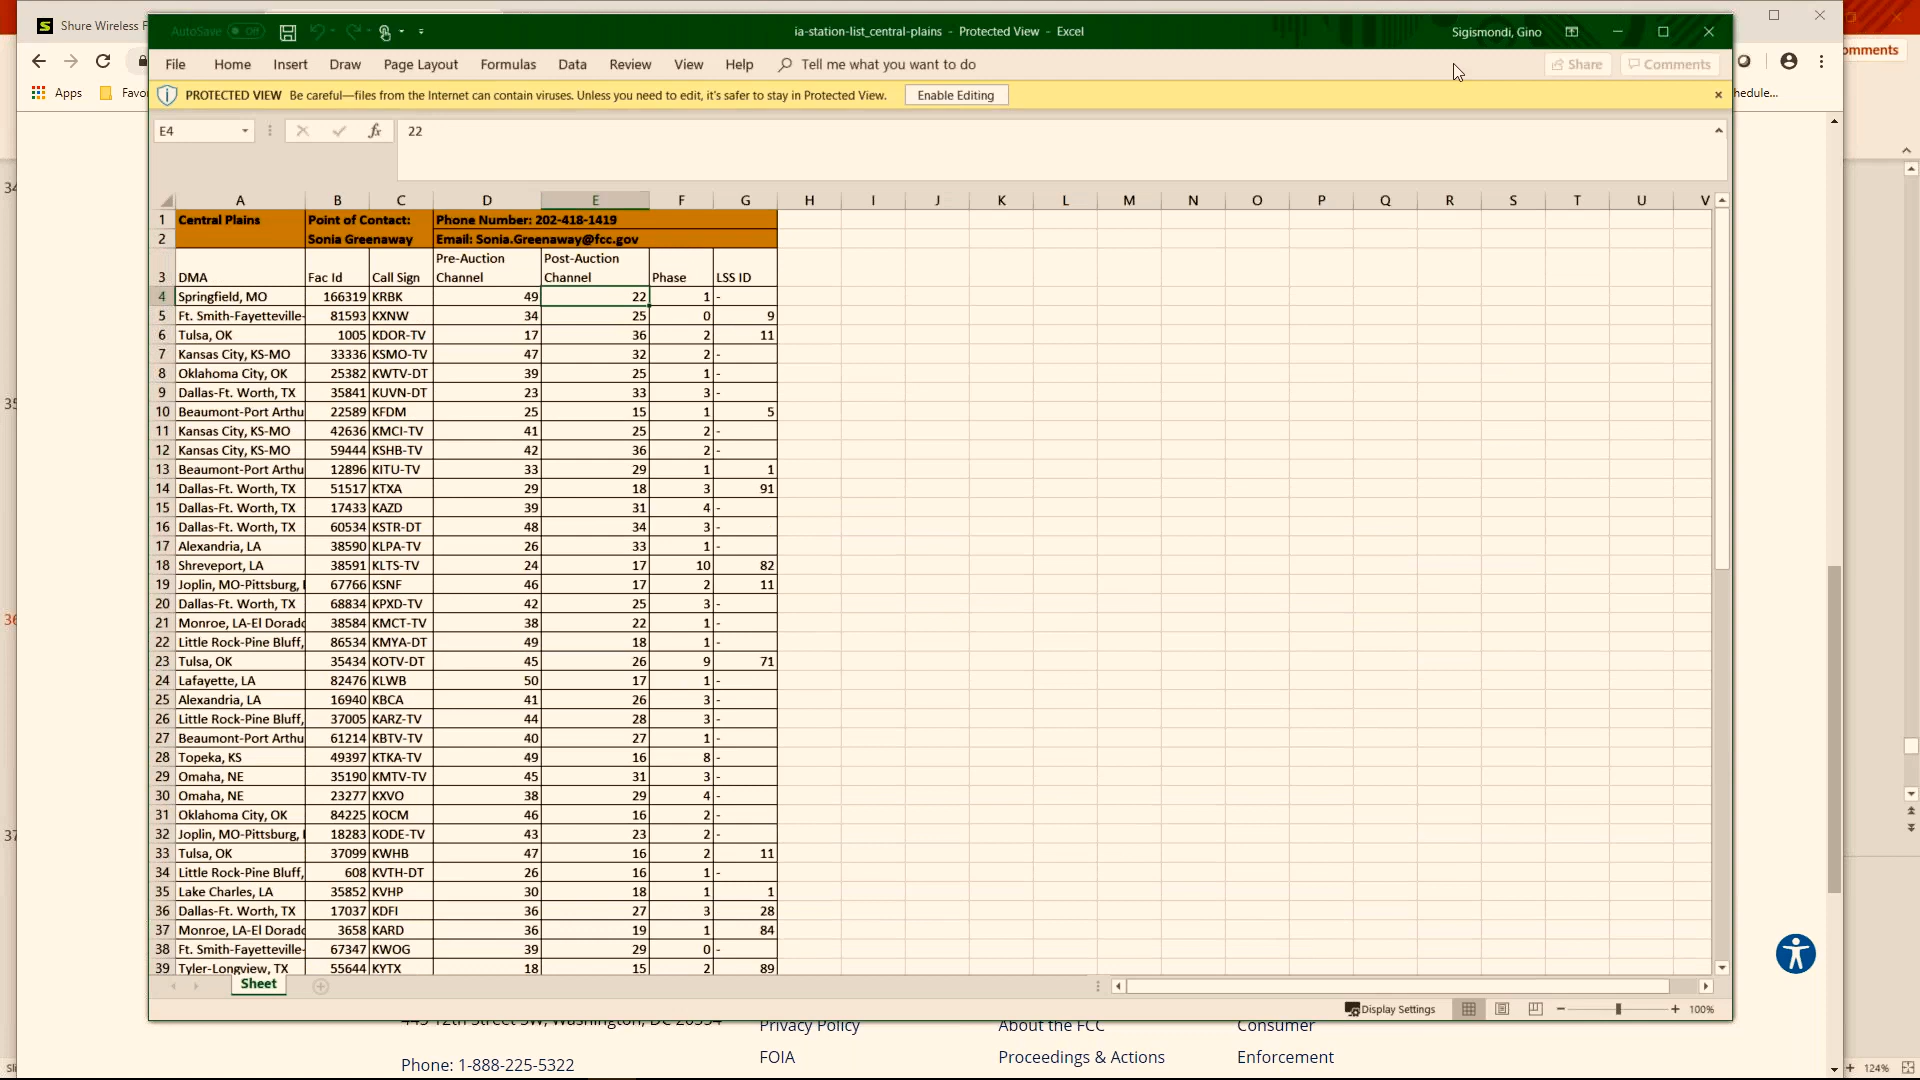 Shure Wireless F
AutoSave Off
ia-station-list_central-plains - Protected View - Excel
Sigismondi, Gino
omments
File Home Insert Draw Page Layout Formulas Data Review View Help Tell me what you want to do Share Comments
Apps Favo
hedule...
PROTECTED VIEW Be careful—files from the Internet can contain viruses. Unless you need to edit, it's safer to stay in Protected View. Enable Editing
E4 fx 22
A B C D E F G H I J K L M N O P Q R S T U V
1 Central Plains Point of Contact: Phone Number: 202-418-1419
2 Sonia Greenaway Email: Sonia.Greenaway@fcc.gov
Pre-Auction Post-Auction
3 DMA Fac Id Call Sign Channel Channel Phase LSS ID
4 Springfield, MO 166319 KRBK 49 22 1 -
5 Ft. Smith-Fayetteville- 81593 KXNW 34 25 0 9
6 Tulsa, OK 1005 KDOR-TV 17 36 2 11
7 Kansas City, KS-MO 33336 KSMO-TV 47 32 2 -
8 Oklahoma City, OK 25382 KWTV-DT 39 25 1 -
9 Dallas-Ft. Worth, TX 35841 KUVN-DT 23 33 3 -
10 Beaumont-Port Arthu 22589 KFDM 25 15 1 5
11 Kansas City, KS-MO 42636 KMCI-TV 41 25 2 -
12 Kansas City, KS-MO 59444 KSHB-TV 42 36 2 -
13 Beaumont-Port Arthu 12896 KITU-TV 33 29 1 1
14 Dallas-Ft. Worth, TX 51517 KTXA 29 18 3 91
15 Dallas-Ft. Worth, TX 17433 KAZD 39 31 4 -
16 Dallas-Ft. Worth, TX 60534 KSTR-DT 48 34 3 -
17 Alexandria, LA 38590 KLPA-TV 26 33 1 -
18 Shreveport, LA 38591 KLTS-TV 24 17 10 82
19 Joplin, MO-Pittsburg, 67766 KSNF 46 17 2 11
20 Dallas-Ft. Worth, TX 68834 KPXD-TV 42 25 3 -
21 Monroe, LA-El Dorado 38584 KMCT-TV 38 22 1 -
22 Little Rock-Pine Bluff, 86534 KMYA-DT 49 18 1 -
23 Tulsa, OK 35434 KOTV-DT 45 26 9 71
24 Lafayette, LA 82476 KLWB 50 17 1 -
25 Alexandria, LA 16940 KBCA 41 26 3 -
26 Little Rock-Pine Bluff, 37005 KARZ-TV 44 28 3 -
27 Beaumont-Port Arthu 61214 KBTV-TV 40 27 1 -
28 Topeka, KS 49397 KTKA-TV 49 16 8 -
29 Omaha, NE 35190 KMTV-TV 45 31 3 -
30 Omaha, NE 23277 KXVO 38 29 4 -
31 Oklahoma City, OK 84225 KOCM 46 16 2 -
32 Joplin, MO-Pittsburg, 18283 KODE-TV 43 23 2 -
33 Tulsa, OK 37099 KWHB 47 16 2 11
34 Little Rock-Pine Bluff, 608 KVTH-DT 26 16 1 -
35 Lake Charles, LA 35852 KVHP 30 18 1 1
36 Dallas-Ft. Worth, TX 17037 KDFI 36 27 3 28
37 Monroe, LA-El Dorado 3658 KARD 36 19 1 84
38 Ft. Smith-Fayetteville- 67347 KWOG 39 29 0 -
39 Tyler-Longview, TX 55644 KYTX 18 15 2 89
Sheet
Display Settings 100%
445 12th Street SW, Washington, DC 20554
Privacy Policy About the FCC Consumer
Phone: 1-888-225-5322
FOIA Proceedings & Actions Enforcement
124%